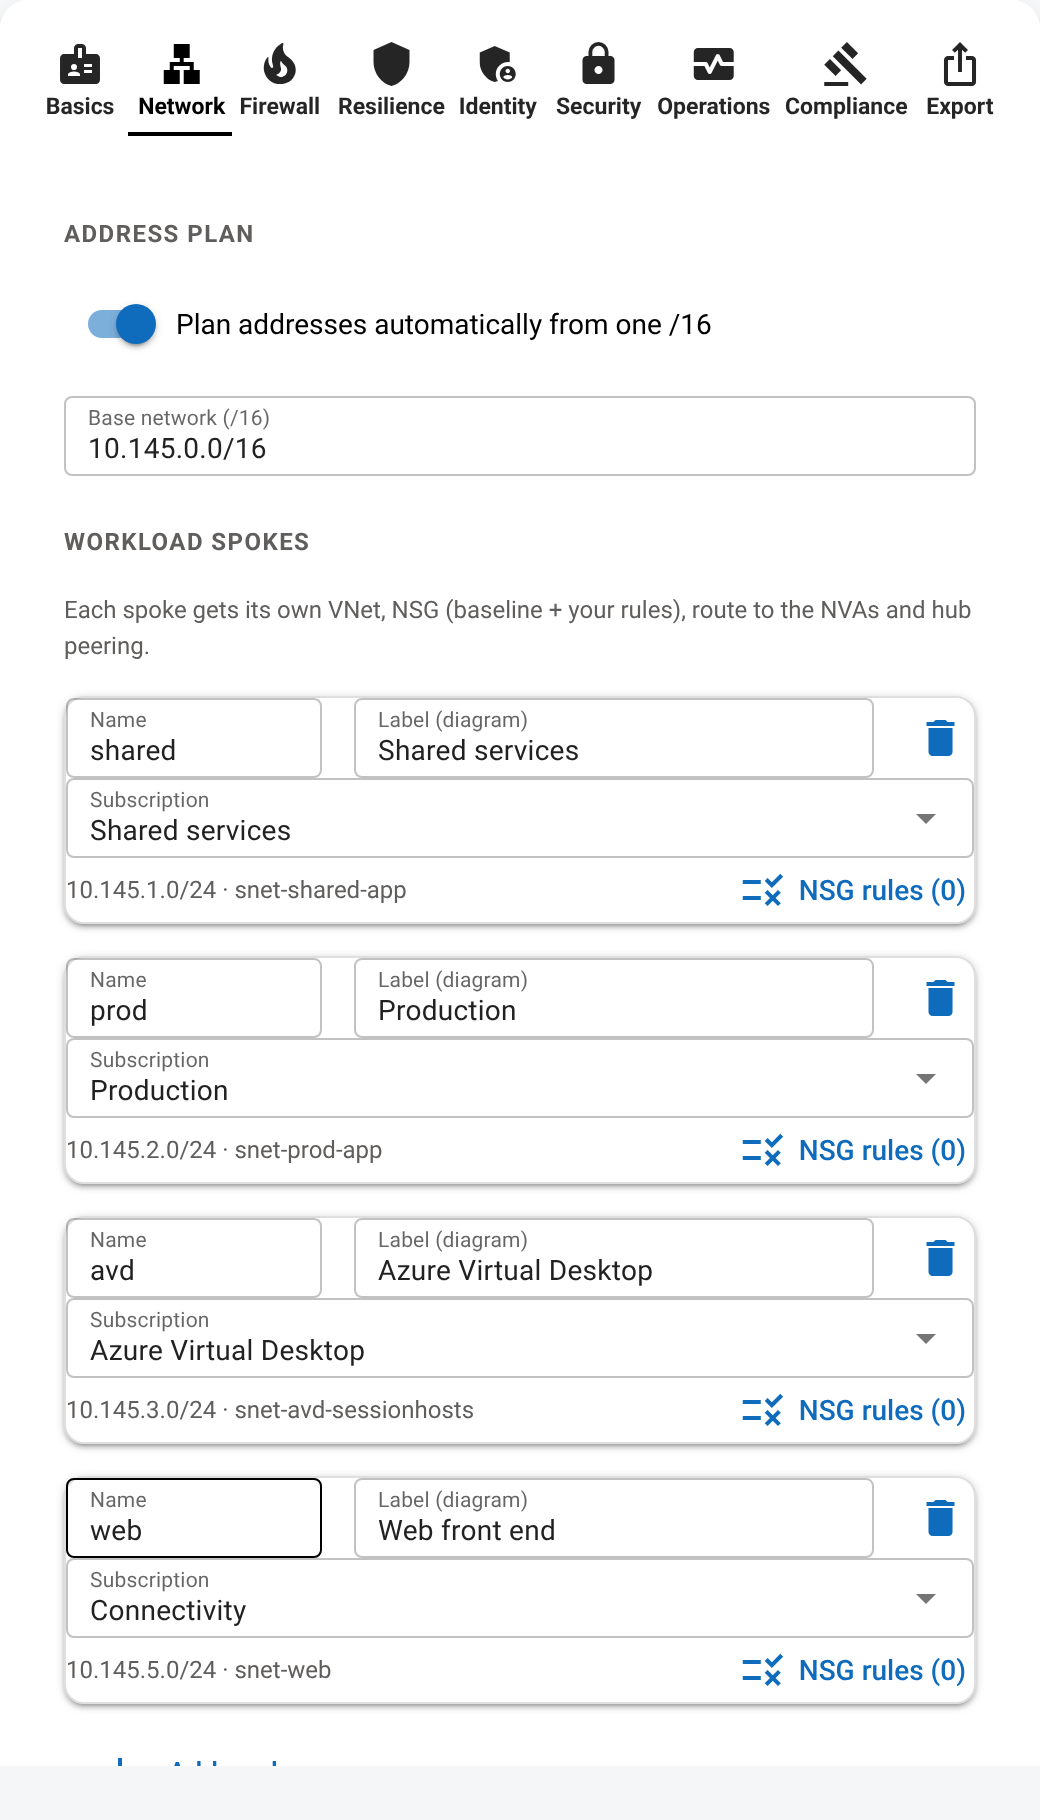 Basics Network Firewall Resilience Identity Security Operations Compliance Export
ADDRESS PLAN
Plan addresses automatically from one /16
Base network (/16)
10.145.0.0/16
WORKLOAD SPOKES
Each spoke gets its own VNet, NSG (baseline + your rules), route to the NVAs and hub
peering.
Name Label (diagram)
shared Shared services
Subscription
Shared services
10.145.1.0/24 · snet-shared-app NSG rules (0)
Name Label (diagram)
prod Production
Subscription
Production
10.145.2.0/24 · snet-prod-app NSG rules (0)
Name Label (diagram)
avd Azure Virtual Desktop
Subscription
Azure Virtual Desktop
10.145.3.0/24 · snet-avd-sessionhosts NSG rules (0)
Name Label (diagram)
web Web front end
Subscription
Connectivity
10.145.5.0/24 · snet-web NSG rules (0)